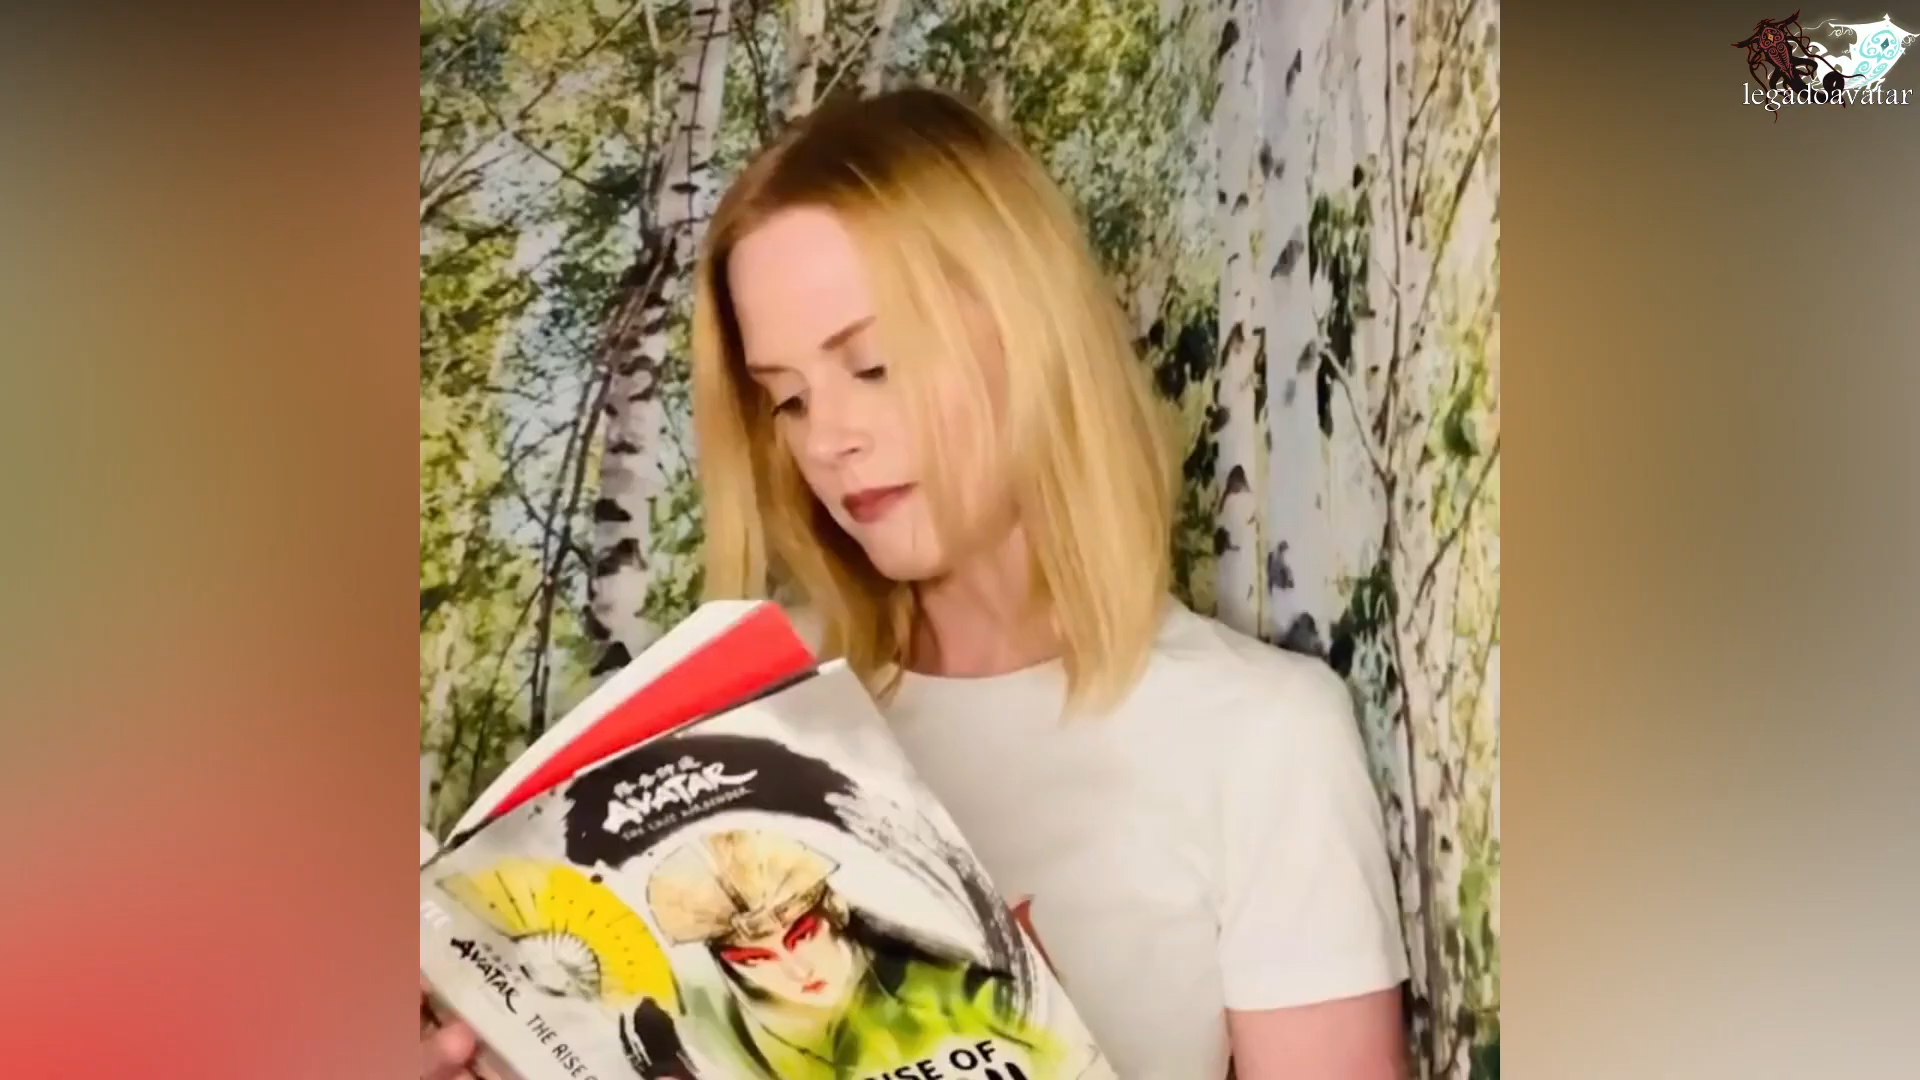 legadoavatar
AVATAR
THE LAST AIRBENDER
AVATAR
THE RISE
RISE OF